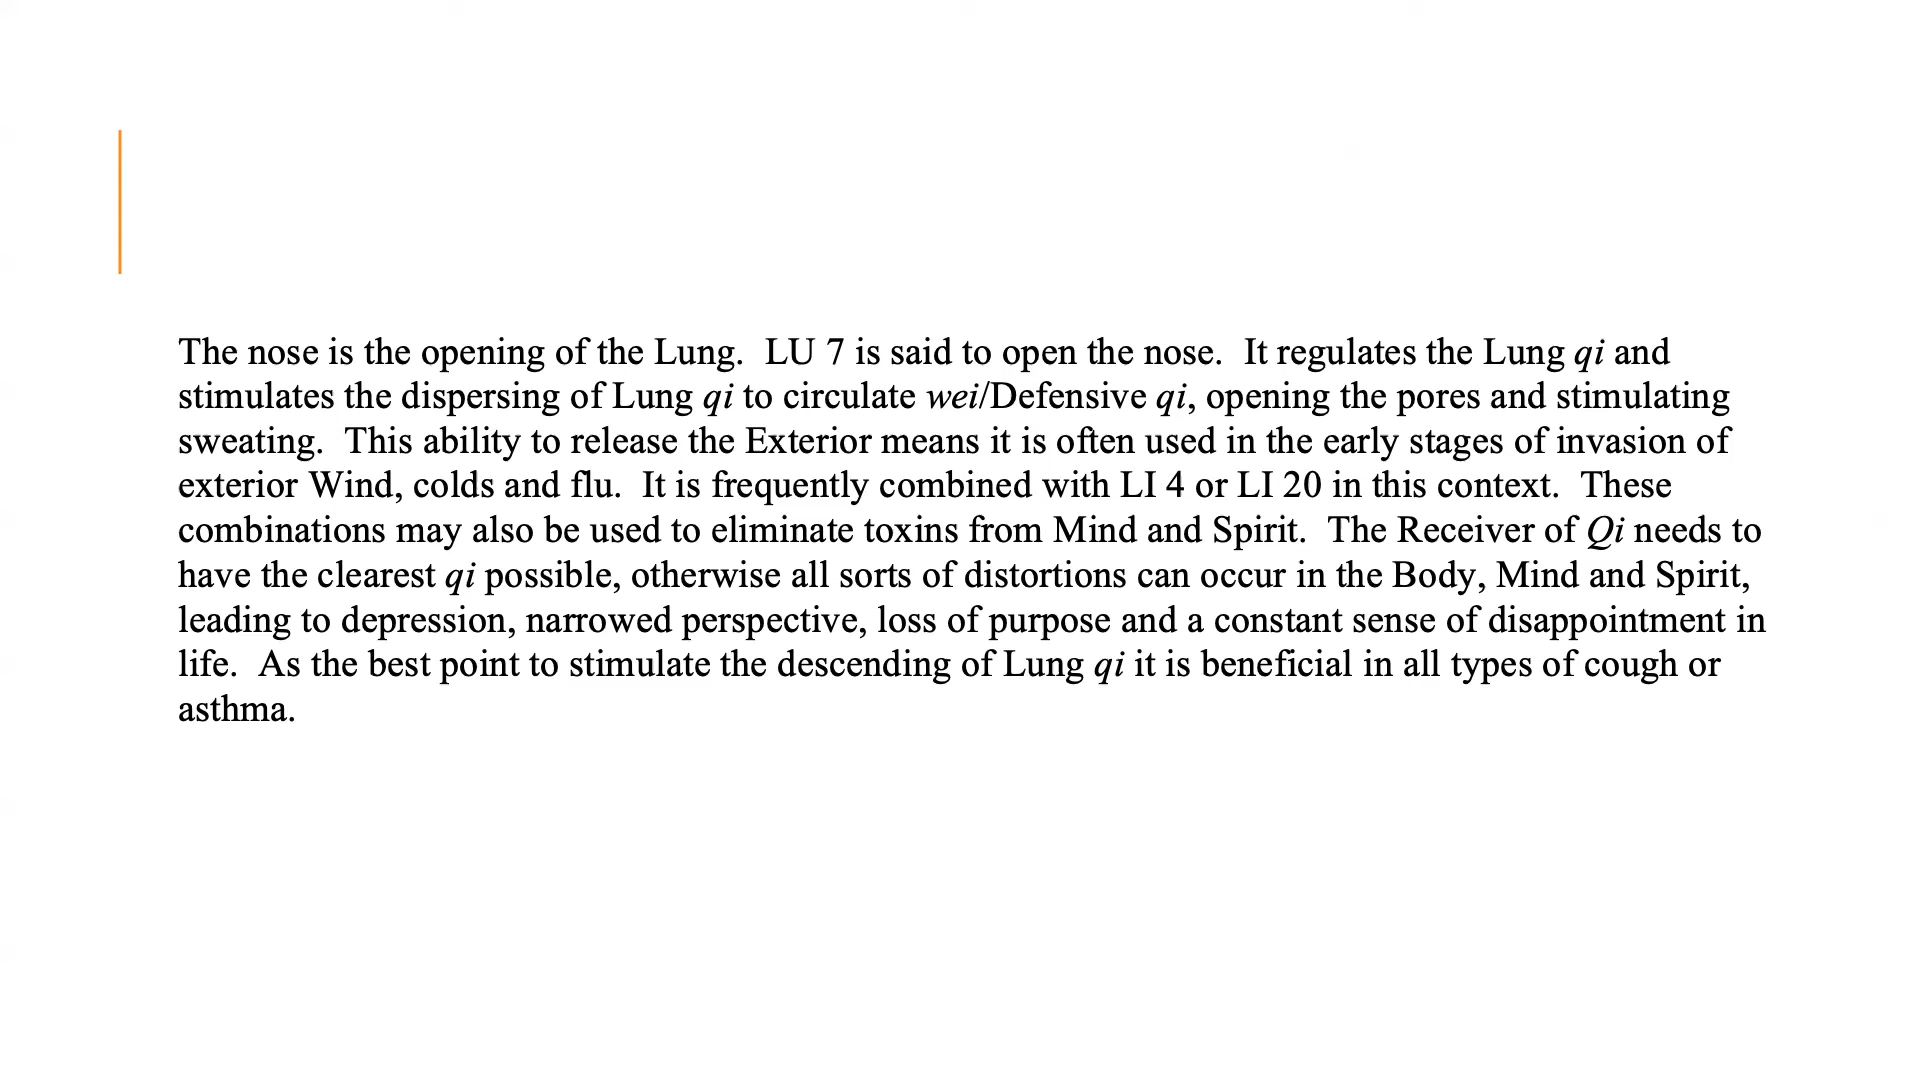 The nose is the opening of the Lung.  LU 7 is said to open the nose.  It regulates the Lung qi and
stimulates the dispersing of Lung qi to circulate wei/Defensive qi, opening the pores and stimulating
sweating.  This ability to release the Exterior means it is often used in the early stages of invasion of
exterior Wind, colds and flu.  It is frequently combined with LI 4 or LI 20 in this context.  These
combinations may also be used to eliminate toxins from Mind and Spirit.  The Receiver of Qi needs to
have the clearest qi possible, otherwise all sorts of distortions can occur in the Body, Mind and Spirit,
leading to depression, narrowed perspective, loss of purpose and a constant sense of disappointment in
life.  As the best point to stimulate the descending of Lung qi it is beneficial in all types of cough or
asthma.